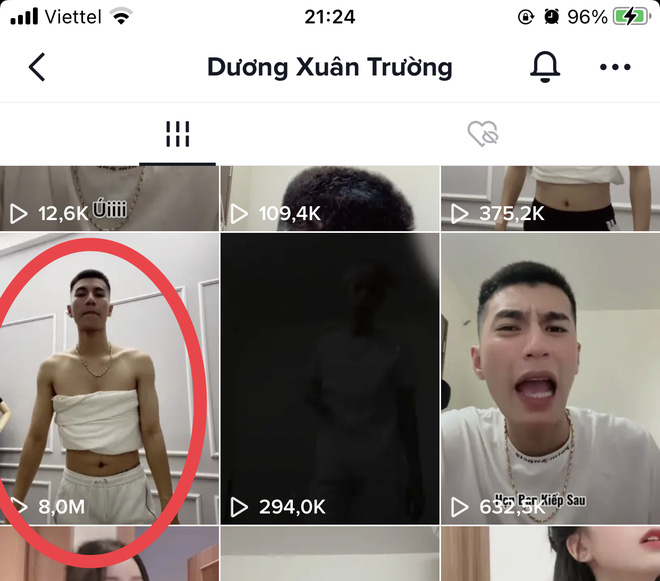 Viettel 21:24 96%
Dương Xuân Trường
12,6K Úiiii 109,4K 375,2K
8,0M 294,0K 632,5K
Hẹn Bạn Kiếp Sau